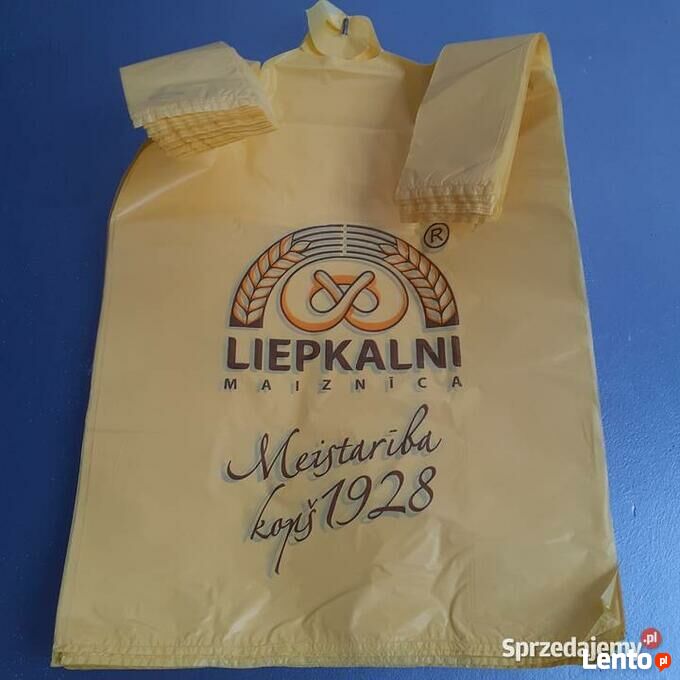 ®
LIEPKALNI
MAIZNĪCA
Meistarība
kopš 1928
Sprzedajemy.pl
Lento.pl